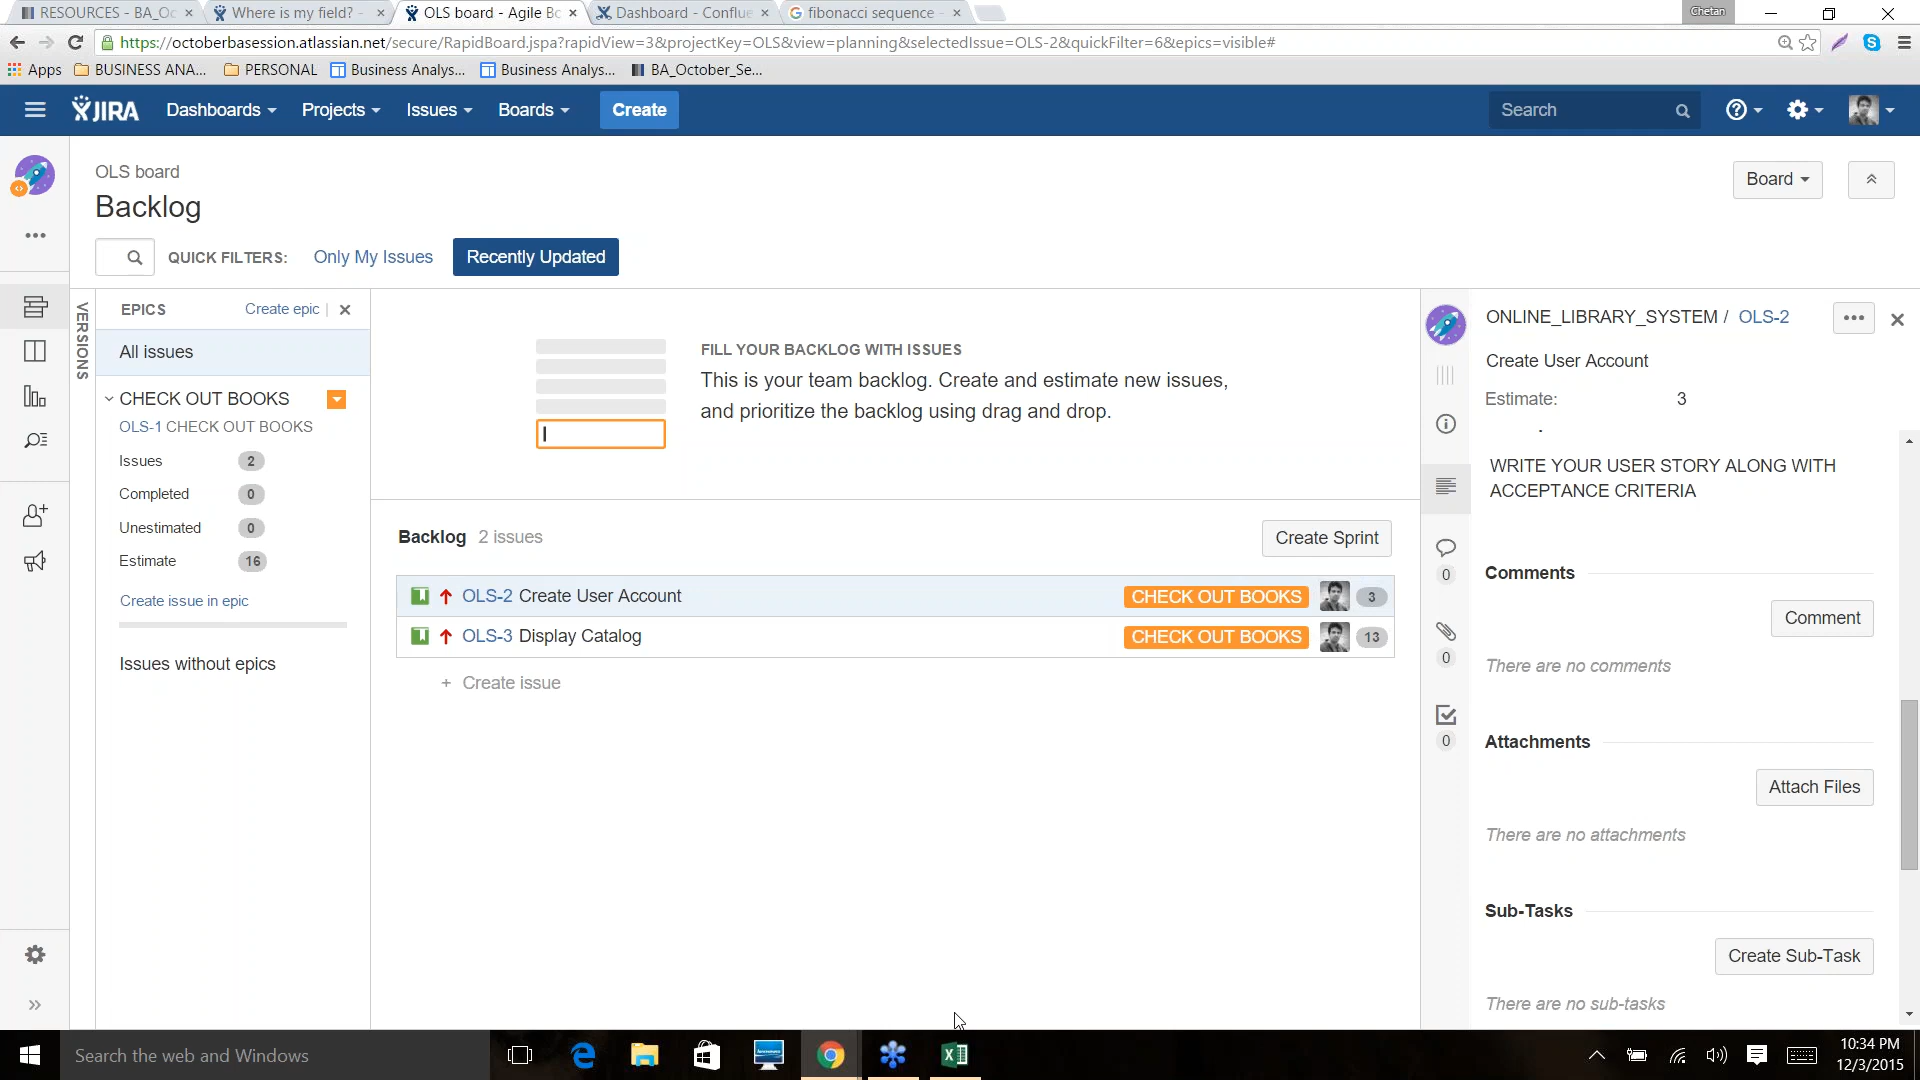 RESOURCES - BA_Oc
Where is my field? -
OLS board - Agile Bo
Dashboard - Conflue
fibonacci sequence -
Chetan
https://octoberbasession.atlassian.net/secure/RapidBoard.jspa?rapidView=3&projectKey=OLS&view=planning&selectedIssue=OLS-2&quickFilter=6&epics=visible#
Apps
BUSINESS ANA...
PERSONAL
Business Analys...
Business Analys...
BA_October_Se...
JIRA
Dashboards
Projects
Issues
Boards
Create
Search
OLS board
Backlog
Board
QUICK FILTERS:
Only My Issues
Recently Updated
VERSIONS
EPICS
Create epic
All issues
CHECK OUT BOOKS
OLS-1 CHECK OUT BOOKS
Issues 2
Completed 0
Unestimated 0
Estimate 16
Create issue in epic
Issues without epics
FILL YOUR BACKLOG WITH ISSUES
This is your team backlog. Create and estimate new issues,
and prioritize the backlog using drag and drop.
Backlog 2 issues
Create Sprint
OLS-2 Create User Account CHECK OUT BOOKS 3
OLS-3 Display Catalog CHECK OUT BOOKS 13
+ Create issue
0
0
0
ONLINE_LIBRARY_SYSTEM / OLS-2
Create User Account
Estimate: 3
WRITE YOUR USER STORY ALONG WITH
ACCEPTANCE CRITERIA
Comments
Comment
There are no comments
Attachments
Attach Files
There are no attachments
Sub-Tasks
Create Sub-Task
There are no sub-tasks
Search the web and Windows
10:34 PM
12/3/2015